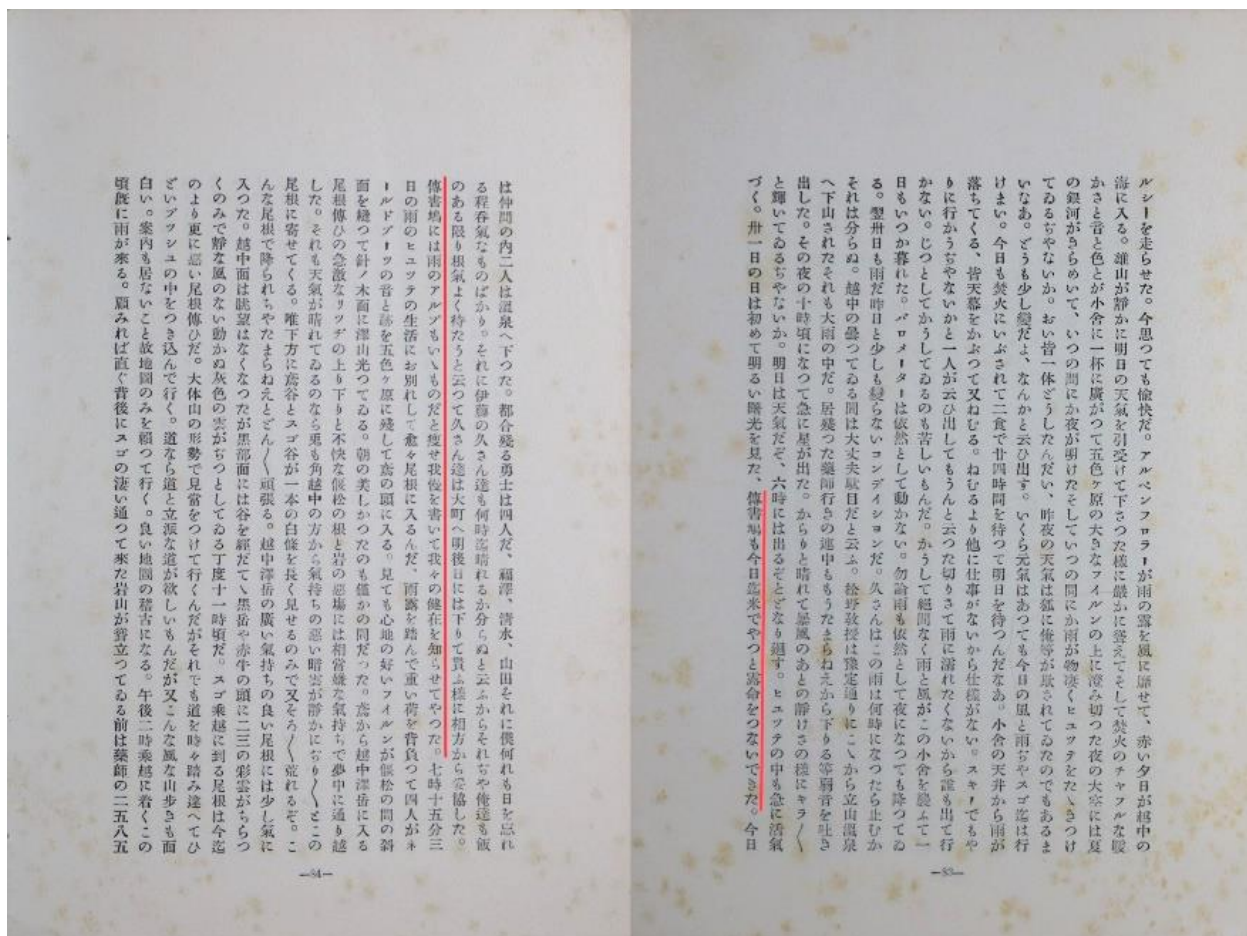 ルシーを走らせた。今思つても愉快だ。アルペンフロラーが雨の露を風に靡せて、赤い夕日が越中の
海に入る。雄山が靜かに明日の天氣を引受けて下さつた樣に嚴かに聳えてそして焚火のチヤフルな暖
かさと音と色とが小舍に一杯に廣がつて五色ケ原の大きなフイルンの上に澄み切つた夜の大空には夏
の銀河がきらめいて、いつの間にか夜が明けたそしていつの間にか雨が物凄くヒユツテをたゝきつけ
てゐるぢやないか。おい皆一体どうしたんだい、昨夜の天氣は狐に俺等が欺されてゐたのでもあるま
いなあ。どうも少し變だよ、なんかと云ひ出す。いくら元氣はあつても今日の風と雨ぢやスゴ迄は行
けまい。今日も焚火にいぶされて二食で廿四時間を待つて明日を待つんだなあ。小舍の天井から雨が
落ちてくる、皆天幕をかぶつて又ねむる。ねむるより他に仕事がないから仕樣がない。スキーでもや
りに行かうぢやないかと一人が云ひ出してもうんと云つた切りさて雨に濡れたくないから誰も出て行
かない。じつとしてかうしてゐるのも苦しいもんだ。かうして絕間なく雨と風がこの小舍を襲ふて一
日もいつか暮れた。バロメーターは依然として動かない。勿論雨も依然として夜になつても降つてゐ
る。翌卅日も雨だ昨日と少しも變らないコンデイシヨンだ。久さんはこの雨は何時になつたら止むか
それは分らぬ。越中の曇つてゐる間は大丈夫駄目だと云ふ。松野敎授は豫定通りにこゝから立山溫泉
へ下山されたそれも大雨の中だ。居殘つた藥師行きの連中ももうたまらねえから下りる等弱音を吐き
出した。その夜の十時頃になつて急に星が出た。からりと晴れて暴風のあとの靜けさの樣にキラ〱
と輝いてゐるぢやないか。明日は天氣だぞ、六時には出るぞとどなり廻す。ヒユツテの中も急に活氣
づく。卅一日の日は初めて明るい曙光を見た、傳書鳩も今日迄米でやつと露命をつないできた。今日
—83—
は仲間の内二人は溫泉へ下つた。都合殘る勇士は四人だ、福澤、淸水、山田それに僕何れも日を忘れ
る程呑氣なものばかり。それに伊藤の久さん達も何時迄晴れるか分らぬと云ふからそれぢや俺達も飯
のある限り根氣よく待たうと云つて久さん達は大町へ明後日には下りて貰ふ樣に相方から妥協した。
傳書鳩には雨のアルプもいゝものだと瘦せ我慢を書いて我々の健在を知らせてやつた。七時十五分三
日の雨のヒユツテの生活にお別れして愈々尾根に入るんだ、雨露を踏んで重い荷を背負つて四人がネ
ールドブーツの音と跡を五色ケ原に殘して鳶の頭に入る。見ても心地の好いフイルンが偃松の間の斜
面を縫つて針ノ木面に澤山光つてゐる。朝の美しかつたのも僅かの間だつた。鳶から越中澤岳に入る
尾根傳ひの急激なリツヂの上り下りと不快な偃松の根と岩の惡場には相當嫌な氣持ちで夢中に通り越
した。それも天氣が晴れてゐるのなら兎も角越中の方から氣持ちの惡い暗雲が靜かにぢり〱とこの
尾根に寄せてくる。唯下方に鳶谷とスゴ谷が一本の白條を長く見せるのみで又そろ〱荒れるぞ。こ
んな尾根で降られちやたまらねえとどん〱頑張る。越中澤岳の廣い氣持ちの良い尾根には少し氣に
入つた。越中面は眺望はなくなつたが黑部面には谷を經だてゝ黑岳や赤牛の頭に二三の彩雲がちらつ
くのみで靜な風のない動かぬ灰色の雲がぢつとしてゐる丁度十一時頃だ。スゴ乘越に到る尾根は今迄
のより更に惡い尾根傳ひだ。大体山の形勢で見當をつけて行くんだがそれでも道を時々踏み違へてひ
どいブツシユの中をつき込んで行く。道なら道と立派な道が欲しいもんだが又こんな風な山步きも面
白い。案內も居ないこと故地圖のみを賴つて行く。良い地圖の稽古になる。午後二時乘越に着くこの
頃旣に雨が來る。顧みれば直ぐ背後にスゴの凄い通つて來た岩山が聳立つてゐる前は藥師の二五八五
—84—